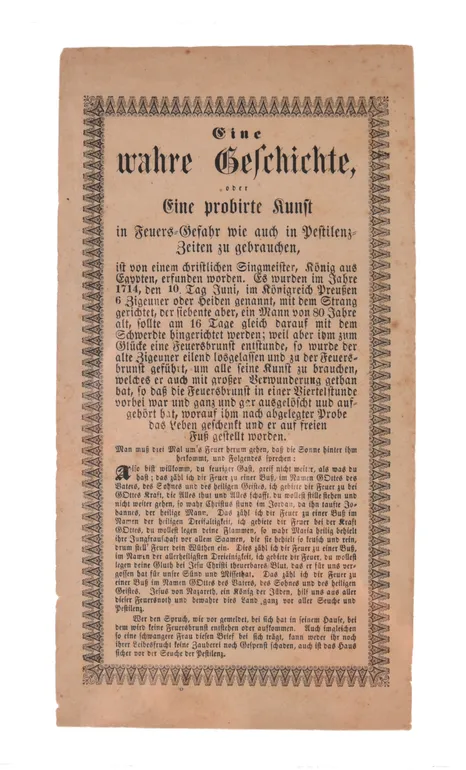 Eine
wahre Geschichte,
oder
Eine probirte Kunst
in Feuers-Gefahr wie auch in Pestilenz-
Zeiten zu gebrauchen,
ist von einem christlichen Singmeister, König aus
Egypten, erfunden worden. Es wurden im Jahre
1714, den 10. Tag Juni, im Königreich Preußen
6 Zigeuner oder Heiden genannt, mit dem Strang
gerichtet, der siebente aber, ein Mann von 80 Jahre
alt, sollte am 16 Tage gleich darauf mit dem
Schwerdte hingerichtet werden; weil aber ihm zum
Glücke eine Feuersbrunst entstunde, so wurde der
alte Zigeuner eilend losgelassen und zu der Feuers-
brunst geführt, um alle seine Kunst zu brauchen,
welches er auch mit großer Verwunderung gethan
hat, so daß die Feuersbrunst in einer Viertelstunde
vorbei war und ganz und gar ausgelöscht und auf-
gehört hat, worauf ihm nach abgelegter Probe
das Leben geschenkt und er auf freien
Fuß gestellt worden.
Man muß drei Mal um's Feuer herum gehen, daß die Sonne hinter ihm
herkommt, und Folgendes sprechen:
Also bist willkomm, du feuriger Gast, greif nicht weiter, als was du
hast; das zähl ich dir Feuer zu einer Buß, im Namen GOttes des
Vaters, des Sohnes und des heiligen Geistes, ich gebiete dir Feuer zu bei
GOttes Kraft, die Alles thut und Alles schafft, du wollest stille stehen und
nicht weiter gehen, so wahr Christus stund im Jordan, da ihn taufte Jo-
hannes, der heilige Mann. Das zähl ich dir Feuer zu einer Buß im
Namen der heiligen Dreifaltigkeit, ich gebiete dir Feuer bei der Kraft
GOttes, du wollest legen deine Flammen, so wahr Maria heilig behielt
ihr Jungfrauschaft vor allem Saamen, die sie behielt so keusch und rein,
drum still' Feuer dein Wüthen ein. Dies zähl ich dir Feuer zu einer Buß,
im Namen der allerheiligsten Dreieinigkeit, ich gebiete dir Feuer, du wollest
legen deine Gluth bei Jesu Christi theuerbares Blut, das er für uns ver-
gossen hat für unser Sünd und Missethat. Das zähl ich dir Feuer zu
einer Buß im Namen GOttes des Vaters, des Sohnes und des heiligen
Geistes. Jesus von Nazareth, ein König der Jüden, hilf uns aus aller
dieser Feuersnoth und bewahre dies Land ganz vor aller Seuche und
Pestilenz.
Wer den Spruch, wie vor gemeldet, bei sich hat in seinem Hause, bei
dem wird keine Feuersbrunst entstehen oder aufkommen. Auch imgleichen
so eine schwangere Frau diesen Brief bei sich trägt, kann weder ihr noch
ihrer Leibesfrucht keine Zauberei noch Gespenst schaden, auch ist das Haus
sicher vor der Seuche der Pestilenz.